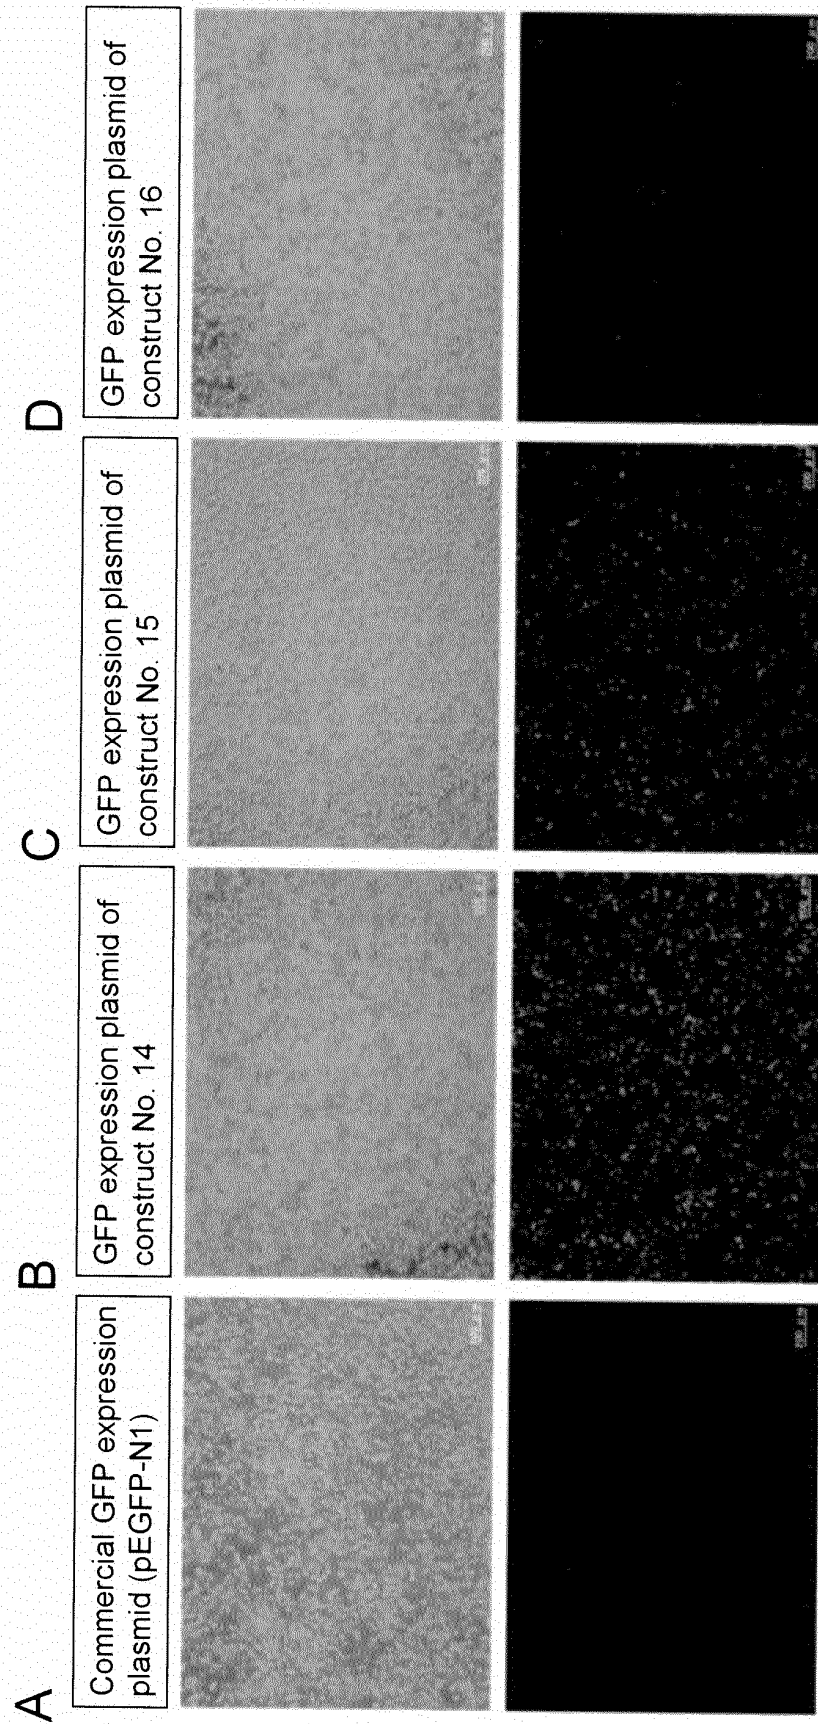 A
Commercial GFP expression
plasmid (pEGFP-N1)
B
GFP expression plasmid of
construct No. 14
C
GFP expression plasmid of
construct No. 15
D
GFP expression plasmid of
construct No. 16